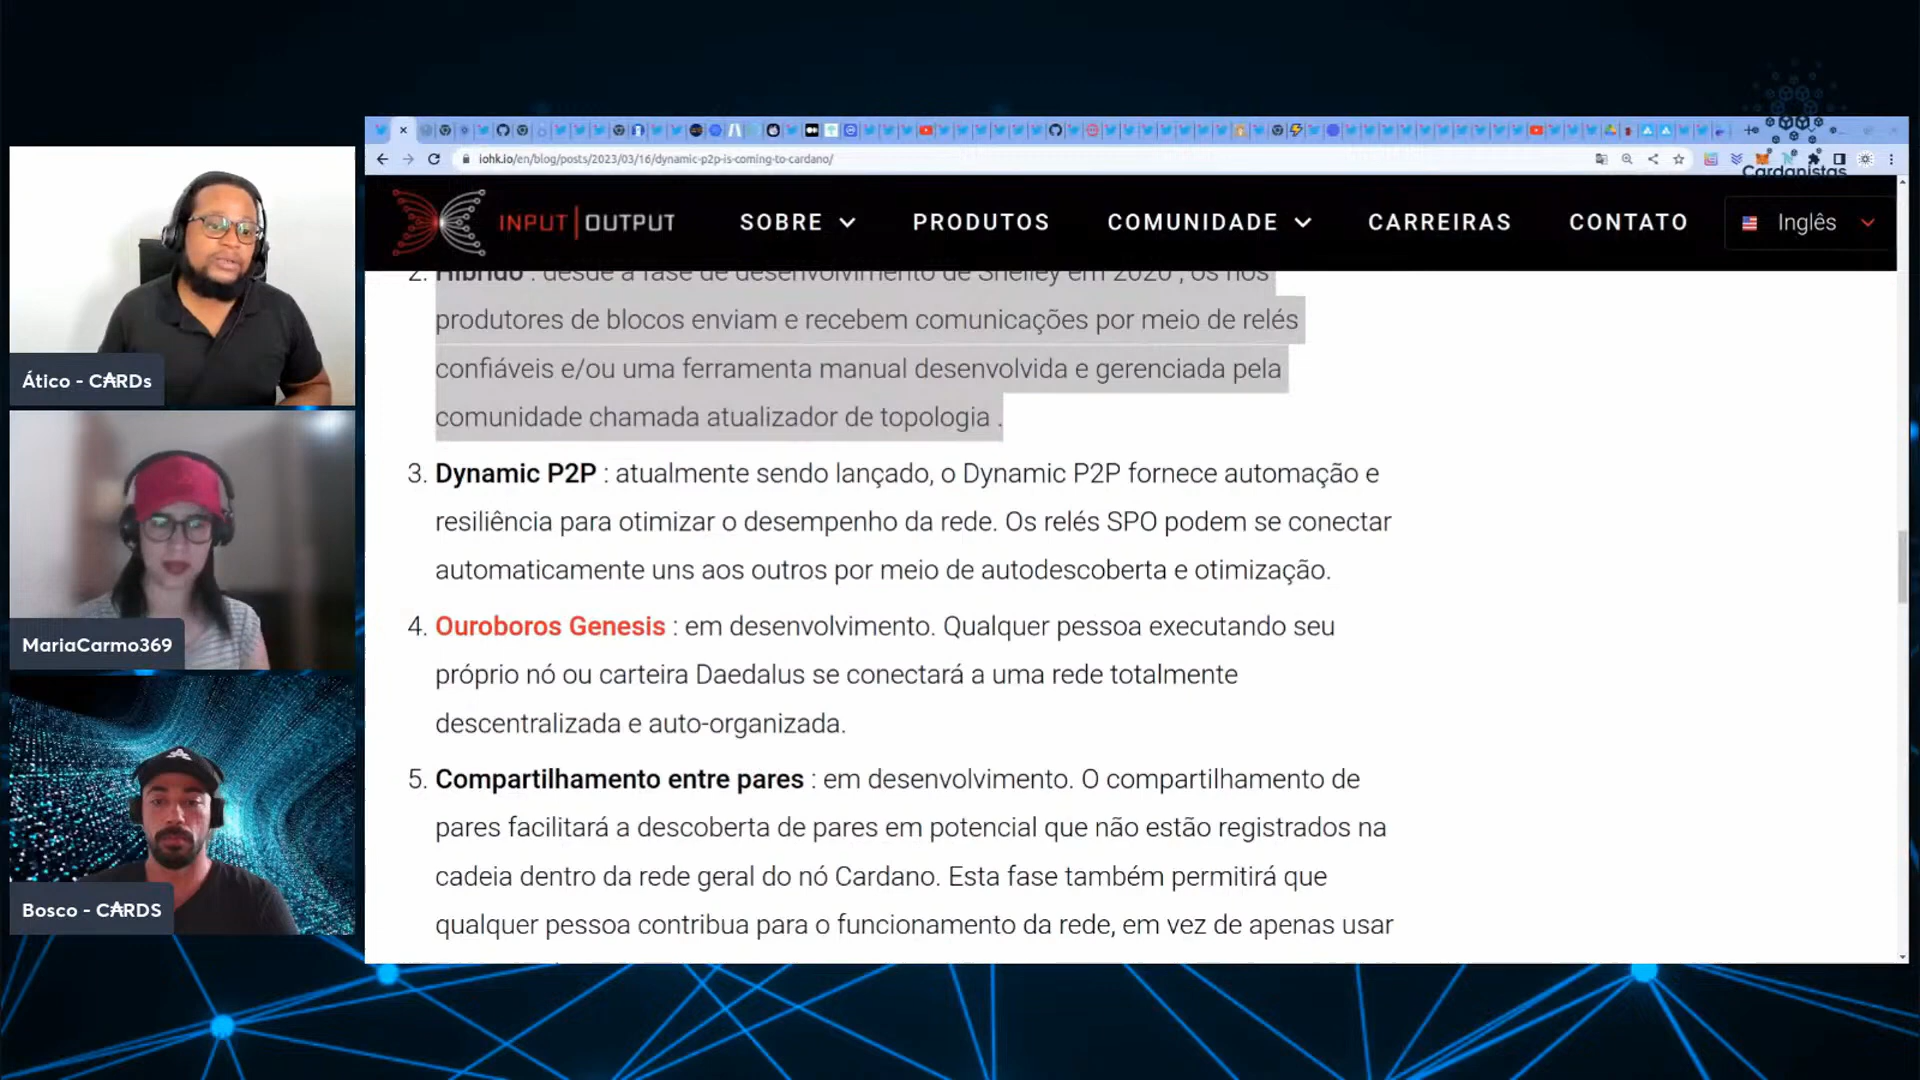 Cardanistas
iohk.io/en/blog/posts/2023/03/16/dynamic-p2p-is-coming-to-cardano/
INPUT|OUTPUT SOBRE PRODUTOS COMUNIDADE CARREIRAS CONTATO Inglês
2. Híbrido : desde a fase de desenvolvimento de Shelley em 2020 , os nós
produtores de blocos enviam e recebem comunicações por meio de relés
confiáveis e/ou uma ferramenta manual desenvolvida e gerenciada pela
comunidade chamada atualizador de topologia .
3. Dynamic P2P : atualmente sendo lançado, o Dynamic P2P fornece automação e
resiliência para otimizar o desempenho da rede. Os relés SPO podem se conectar
automaticamente uns aos outros por meio de autodescoberta e otimização.
4. Ouroboros Genesis : em desenvolvimento. Qualquer pessoa executando seu
próprio nó ou carteira Daedalus se conectará a uma rede totalmente
descentralizada e auto-organizada.
5. Compartilhamento entre pares : em desenvolvimento. O compartilhamento de
pares facilitará a descoberta de pares em potencial que não estão registrados na
cadeia dentro da rede geral do nó Cardano. Esta fase também permitirá que
qualquer pessoa contribua para o funcionamento da rede, em vez de apenas usar
Ático - C₳RDs
MariaCarmo369
Bosco - C₳RDS